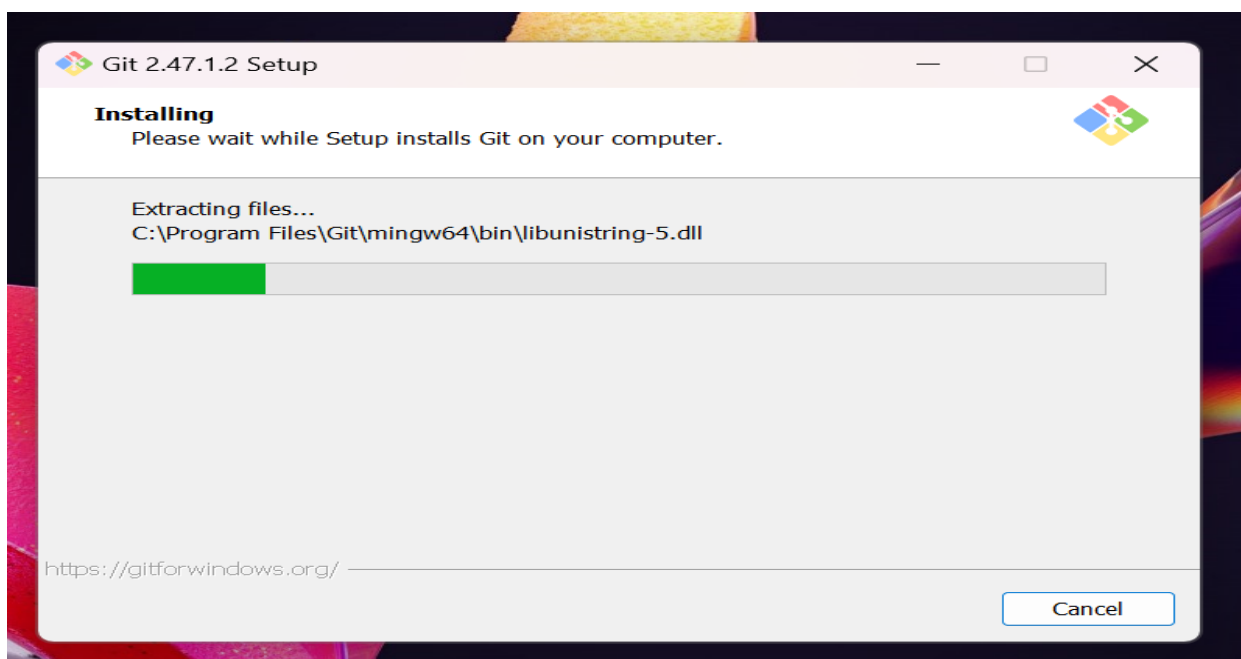 Git 2.47.1.2 Setup
Installing
Please wait while Setup installs Git on your computer.
Extracting files...
C:\Program Files\Git\mingw64\bin\libunistring-5.dll
https://gitforwindows.org/
Cancel